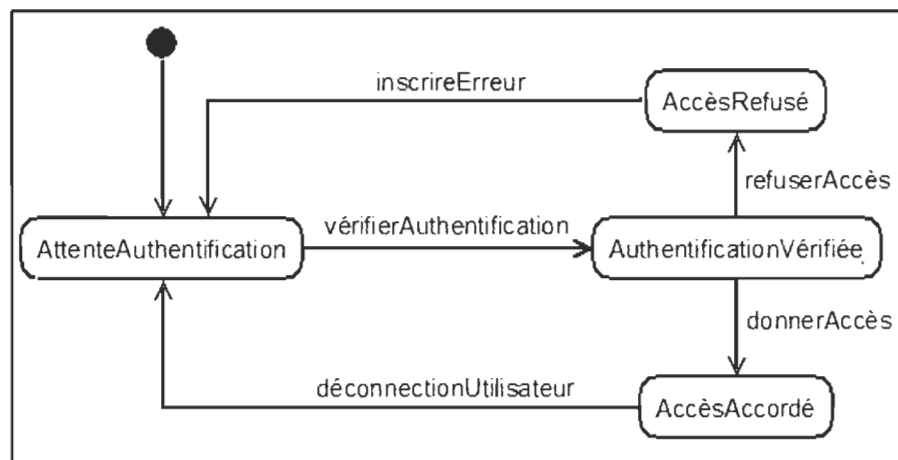 inscrireErreur
AccèsRefusé
refuserAccès
AttenteAuthentification
vérifierAuthentification
AuthentificationVérifiée
donnerAccès
déconnectionUtilisateur
AccèsAccordé